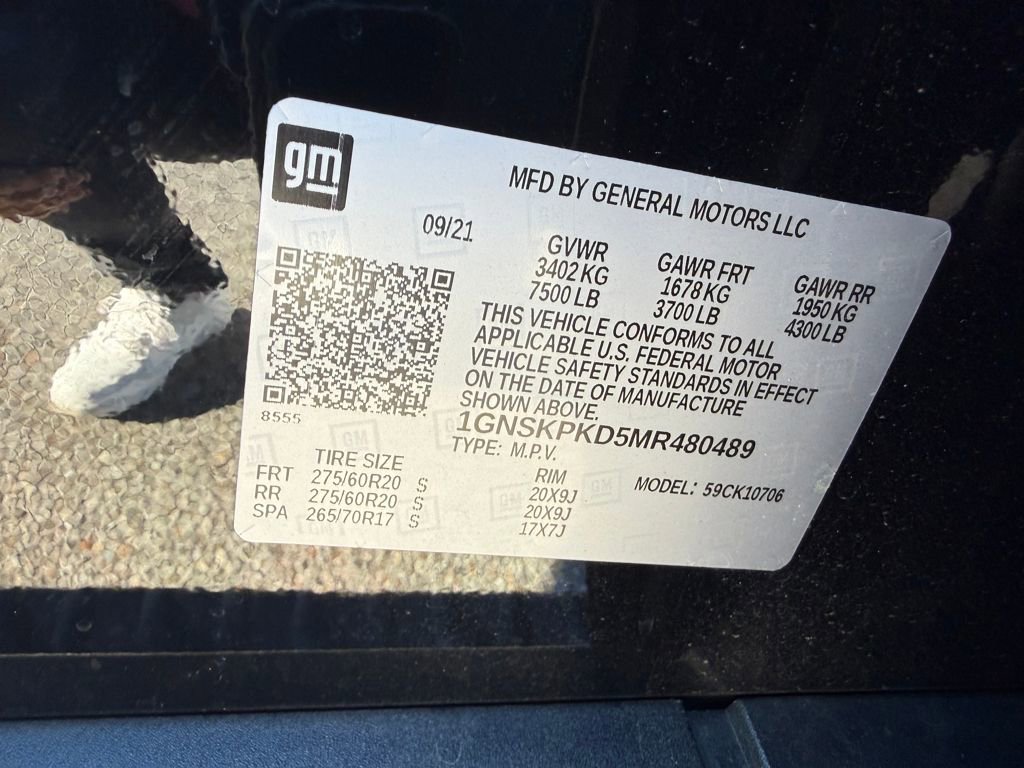 gm
MFD BY GENERAL MOTORS LLC
09/21
GVWR GAWR FRT GAWR RR
3402 KG 1678 KG 1950 KG
7500 LB 3700 LB 4300 LB
THIS VEHICLE CONFORMS TO ALL
APPLICABLE U.S. FEDERAL MOTOR
VEHICLE SAFETY STANDARDS IN EFFECT
ON THE DATE OF MANUFACTURE
SHOWN ABOVE.
8555
1GNSKPKD5MR480489
TYPE: M.P.V. MODEL: 59CK10706
TIRE SIZE RIM
FRT 275/60R20 S 20X9J
RR 275/60R20 S 20X9J
SPA 265/70R17 S 17X7J